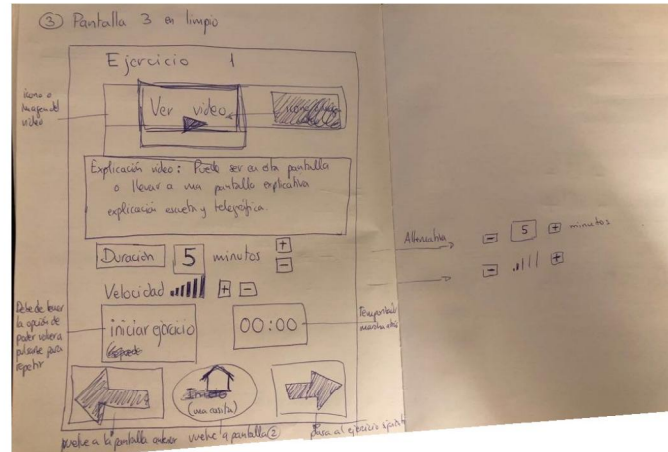 ③ Pantalla 3 en limpio
Ejercicio 1
icono o
imagen del
video
Ver video
Explicación video: Puede ser en esta pantalla
o llevar a una pantalla explicativa
explicación escueta y telegráfica.
Duración 5 minutos + -
Alternativa - 5 + minutos
Velocidad + -
- +
Debe de tener
la opción de
poder volver a
pulsarse para
repetir
iniciar ejercicio
00:00
Temporizador
marcha atrás
(una casita)
vuelve a la pantalla anterior
vuelve a pantalla ②
pasa al ejercicio siguiente